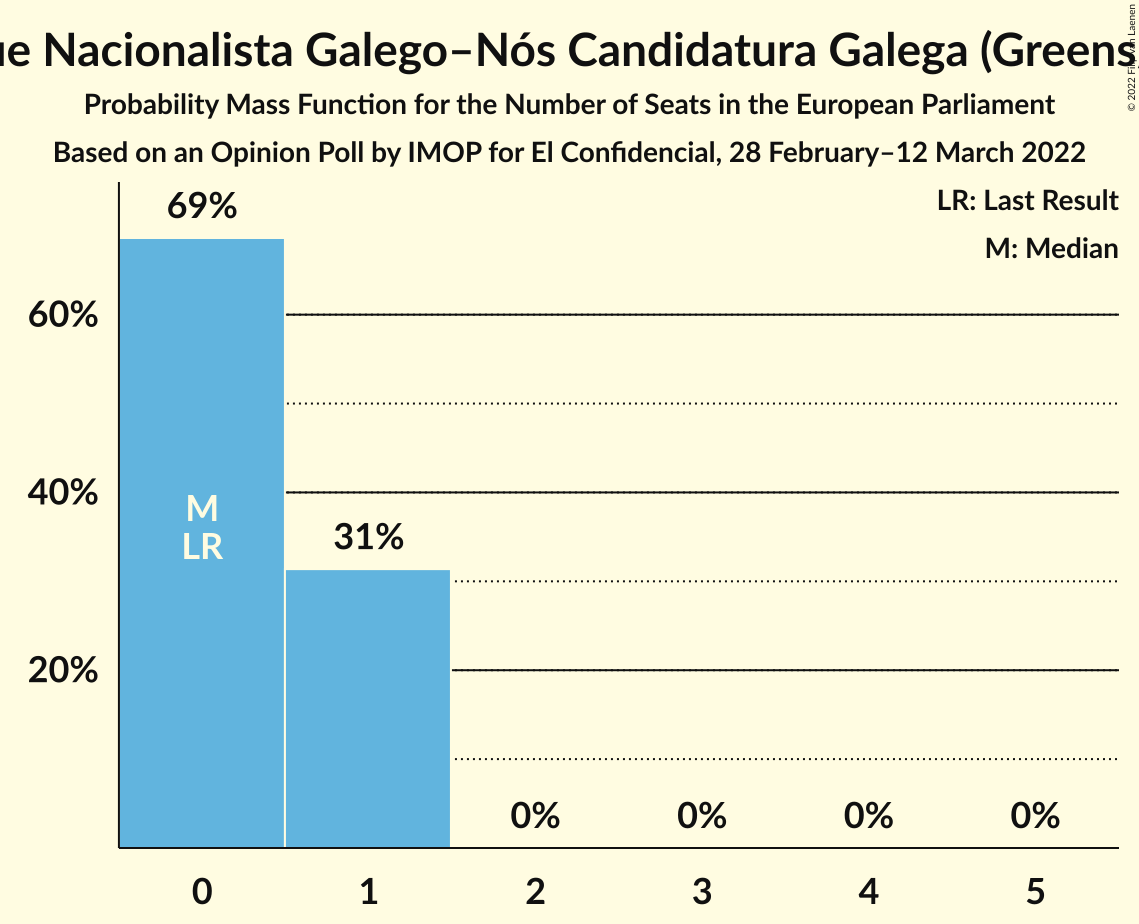 ue Nacionalista Galego–Nós Candidatura Galega (Greens
Probability Mass Function for the Number of Seats in the European Parliament
Based on an Opinion Poll by IMOP for El Confidencial, 28 February–12 March 2022
LR: Last Result
M: Median
69%
60%
40%
M
LR
31%
20%
0% 0% 0% 0%
0 1 2 3 4 5
© 2022 Laenen